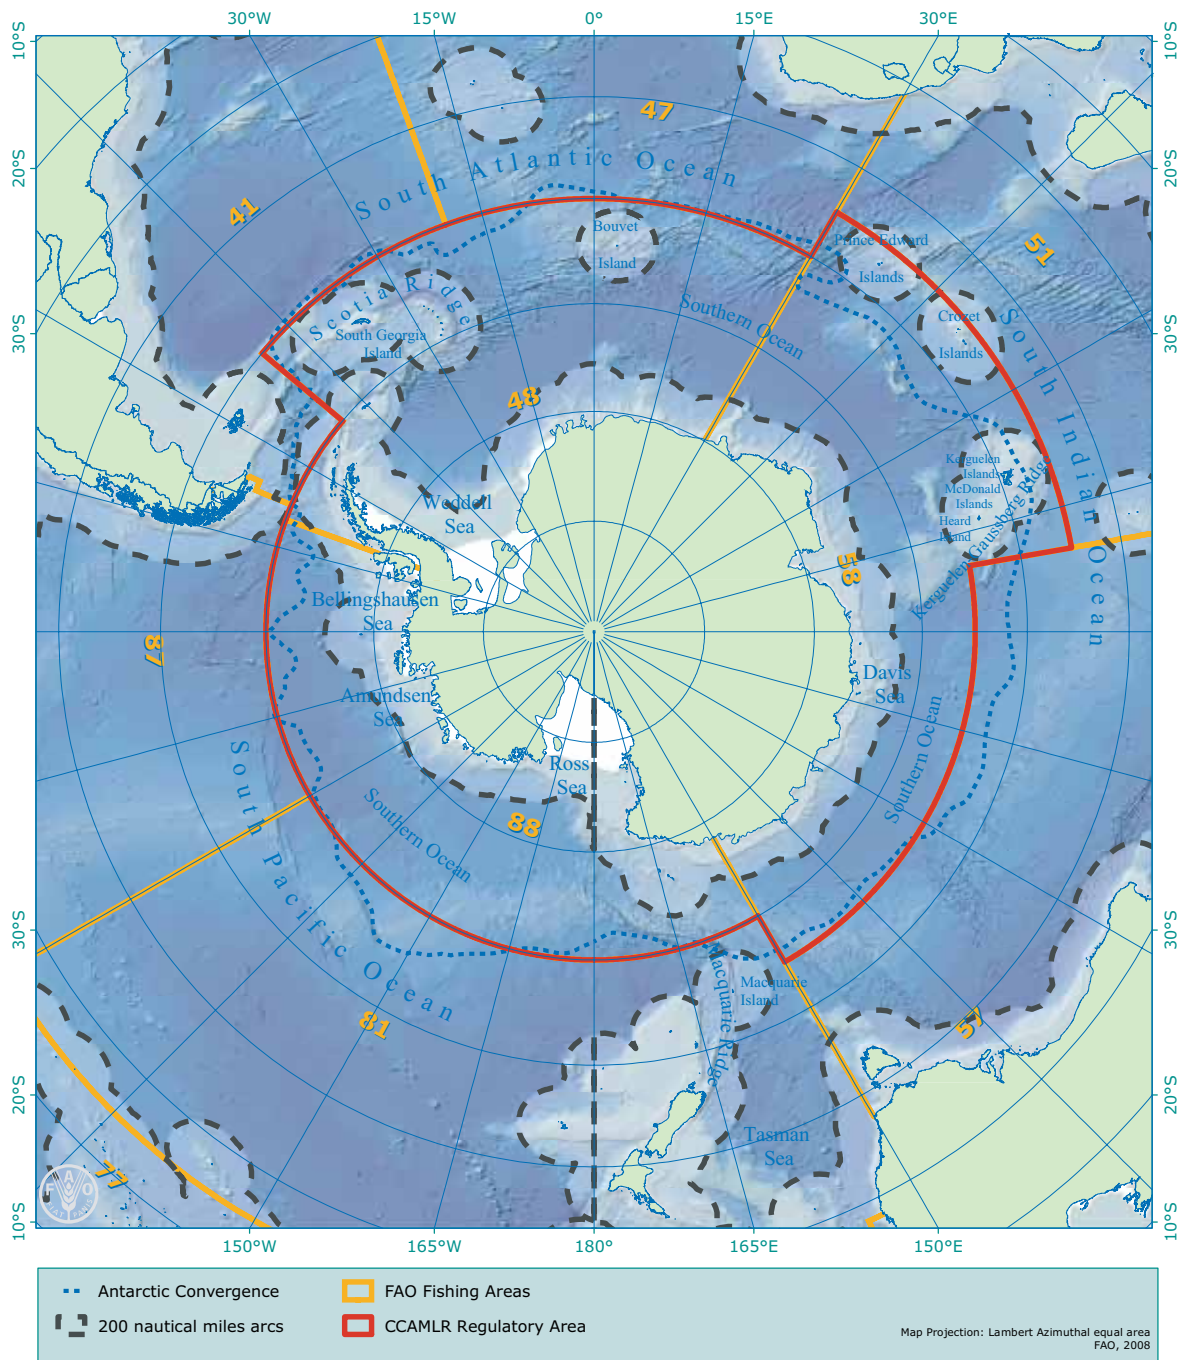 30°W 15°W 0° 15°E 30°E
10°S
10°S
20°S
20°S
30°S
30°S
47
South Atlantic Ocean
41
51
Bouvet
Island
Prince Edward
Islands
Scotia Ridge
South Georgia
Island
Southern Ocean
Crozet
Islands
South Indian Ocean
48
Kerguelen
Islands
McDonald
Islands
Heard
Island
Kerguelen Gaussberg Ridge
Weddell
Sea
58
Bellingshausen
Sea
87
Amundsen
Sea
Davis
Sea
Southern Ocean
Ross
Sea
South Pacific Ocean
Southern Ocean
88
Macquarie
Island
Macquarie Ridge
81
57
Tasman
Sea
77
FAO
FIAT PANIS
30°S
30°S
20°S
20°S
10°S
10°S
150°W 165°W 180° 165°E 150°E
Antarctic Convergence
FAO Fishing Areas
200 nautical miles arcs
CCAMLR Regulatory Area
Map Projection: Lambert Azimuthal equal area
FAO, 2008